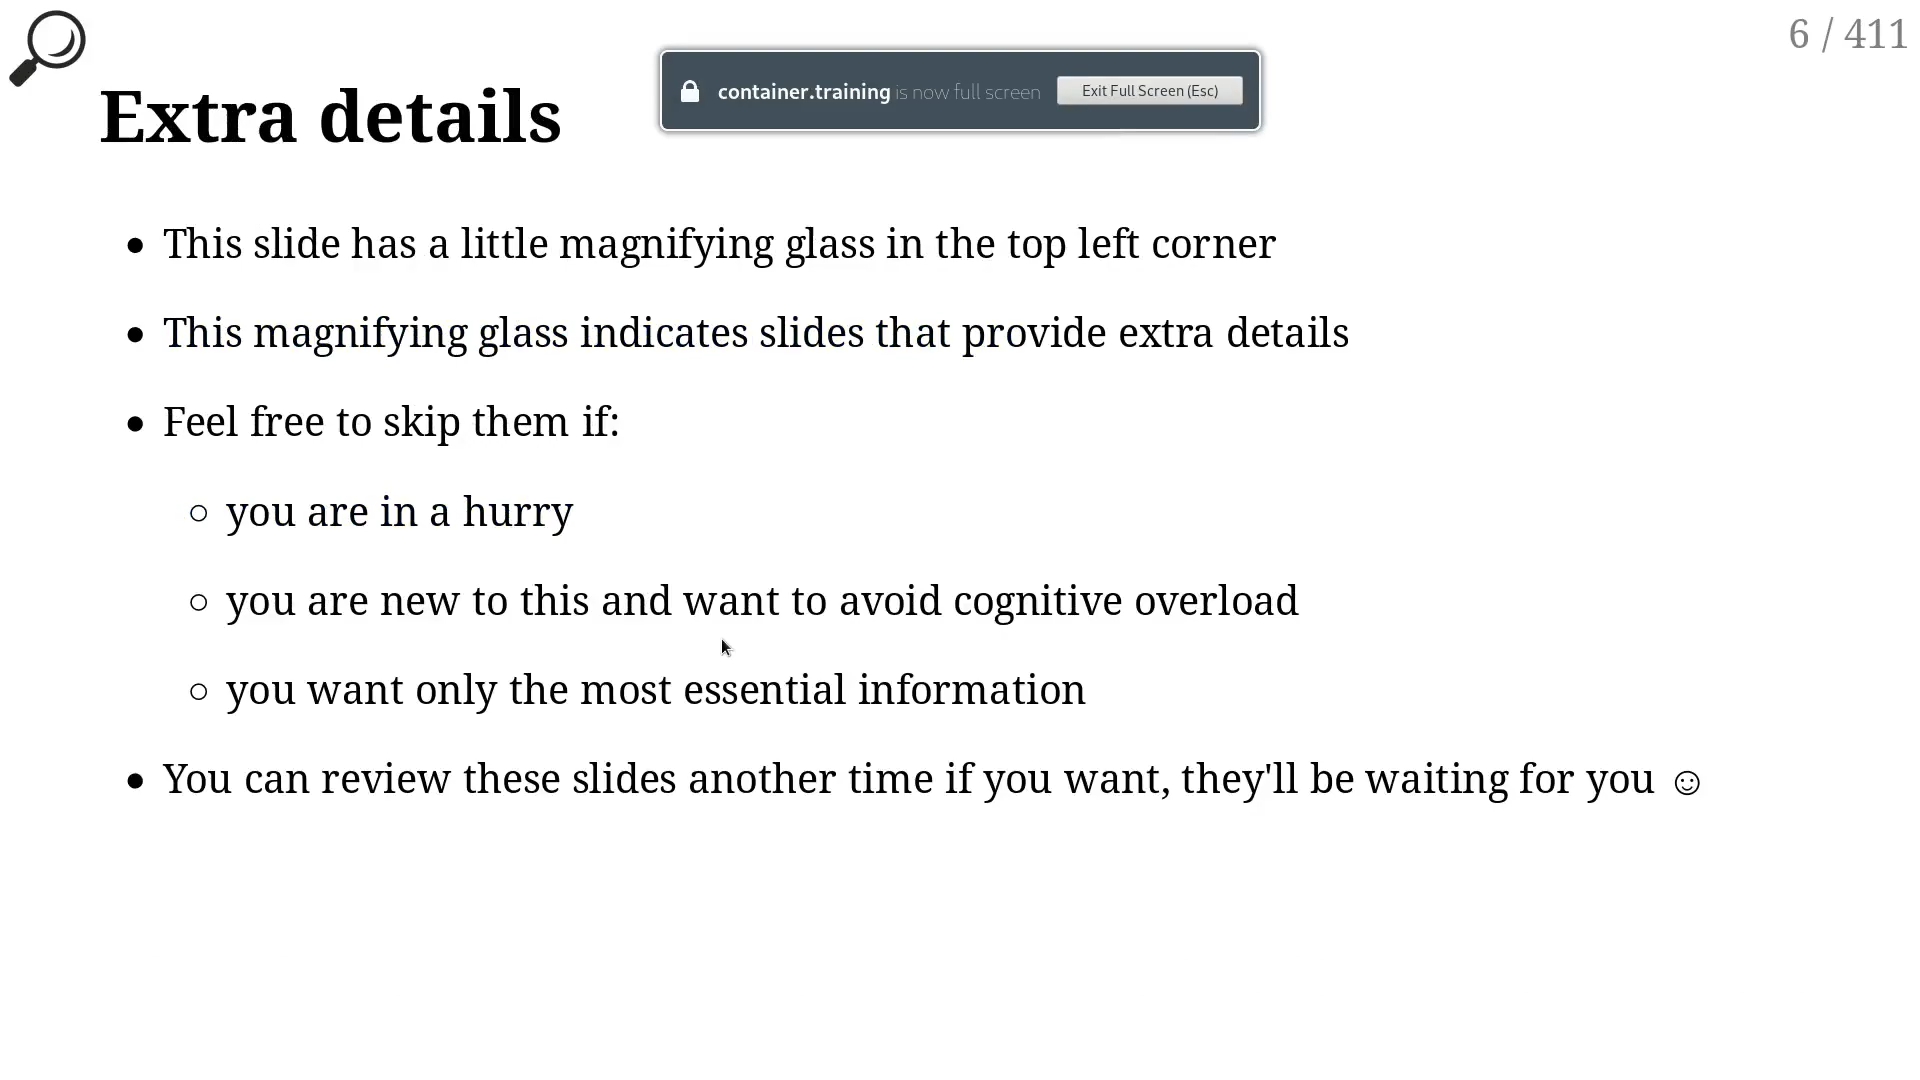 6 / 411
container.training is now full screen Exit Full Screen (Esc)
Extra details
This slide has a little magnifying glass in the top left corner
This magnifying glass indicates slides that provide extra details
Feel free to skip them if:
you are in a hurry
you are new to this and want to avoid cognitive overload
you want only the most essential information
You can review these slides another time if you want, they'll be waiting for you ☺